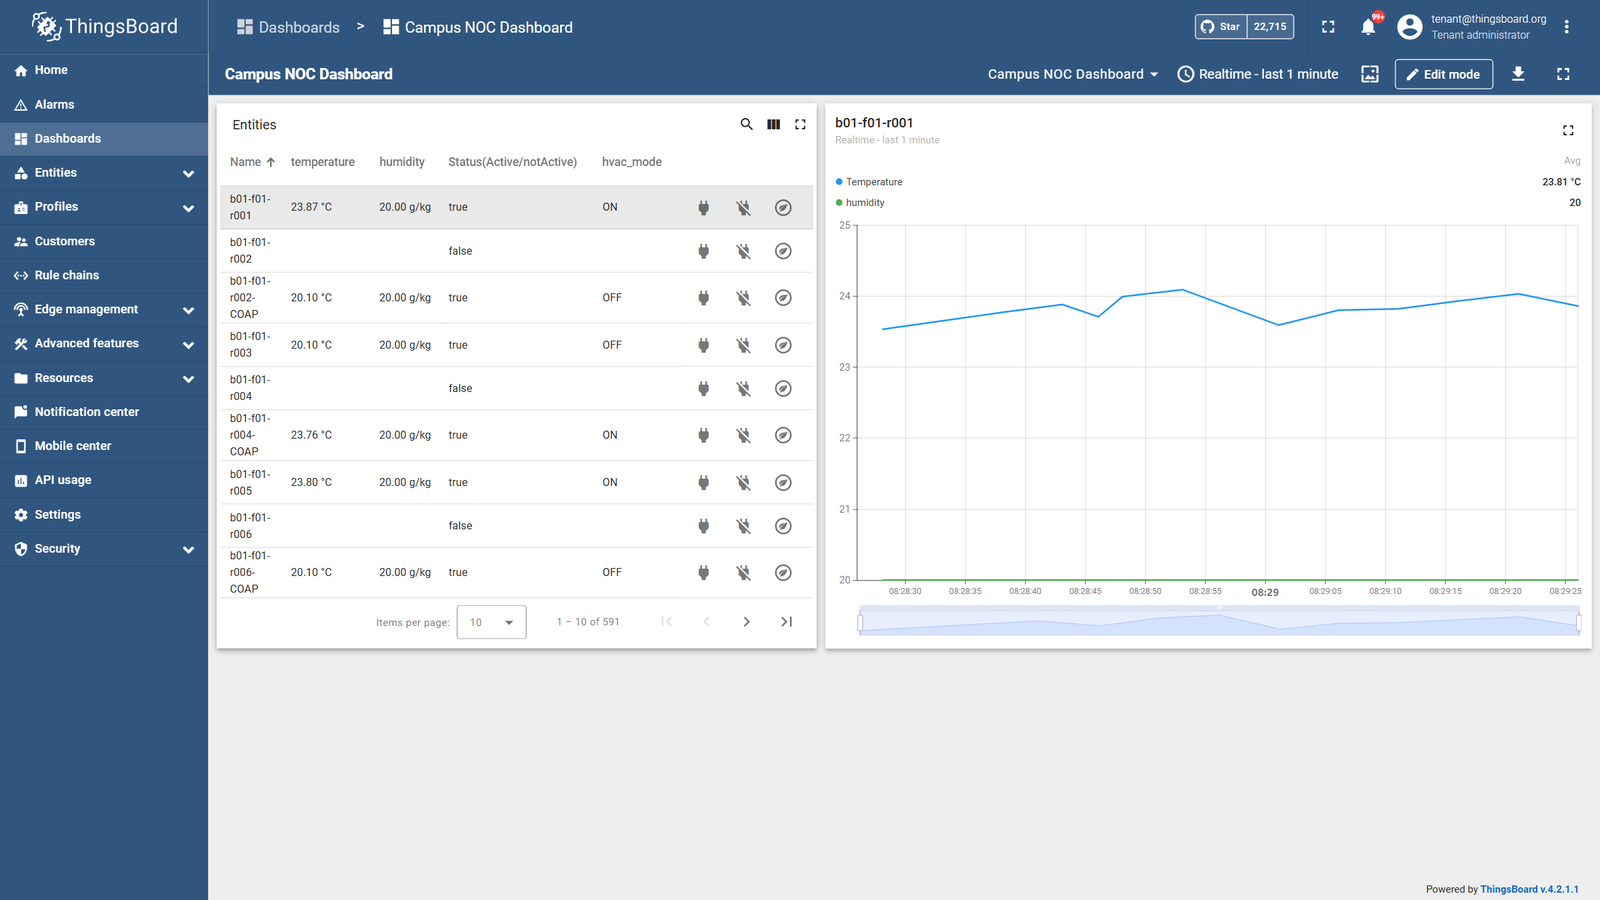 ThingsBoard
Dashboards > Campus NOC Dashboard
Star 22,715
99+
tenant@thingsboard.org
Tenant administrator
Campus NOC Dashboard
Campus NOC Dashboard
Realtime - last 1 minute
Edit mode
Home
Alarms
Dashboards
Entities
Profiles
Customers
Rule chains
Edge management
Advanced features
Resources
Notification center
Mobile center
API usage
Settings
Security
Entities
Name temperature humidity Status(Active/notActive) hvac_mode
b01-f01-
r001
23.87 °C 20.00 g/kg true ON
b01-f01-
r002
false
b01-f01-
r002-
COAP
20.10 °C 20.00 g/kg true OFF
b01-f01-
r003
20.10 °C 20.00 g/kg true OFF
b01-f01-
r004
false
b01-f01-
r004-
COAP
23.76 °C 20.00 g/kg true ON
b01-f01-
r005
23.80 °C 20.00 g/kg true ON
b01-f01-
r006
false
b01-f01-
r006-
COAP
20.10 °C 20.00 g/kg true OFF
Items per page: 10 1 – 10 of 591
b01-f01-r001
Realtime - last 1 minute
Avg
Temperature 23.81 °C
humidity 20
25
24
23
22
21
20
08:28:30 08:28:35 08:28:40 08:28:45 08:28:50 08:28:55 08:29 08:29:05 08:29:10 08:29:15 08:29:20 08:29:25
Powered by ThingsBoard v.4.2.1.1